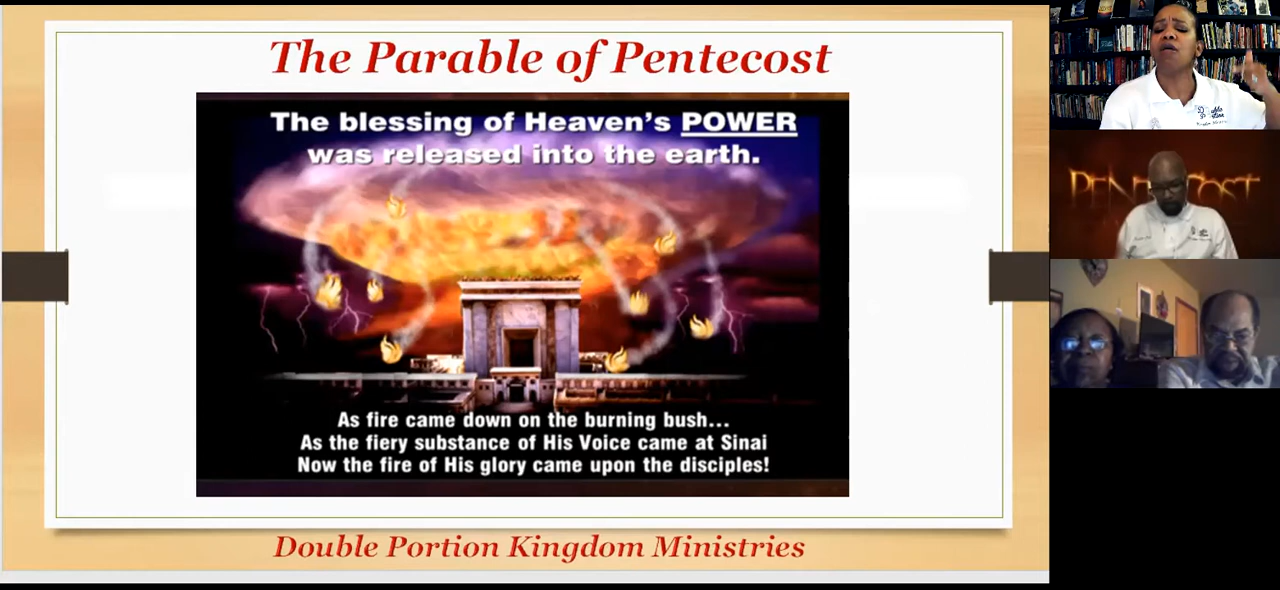 The Parable of Pentecost
The blessing of Heaven's POWER
was released into the earth.
As fire came down on the burning bush...
As the fiery substance of His Voice came at Sinai
Now the fire of His glory came upon the disciples!
Double Portion Kingdom Ministries